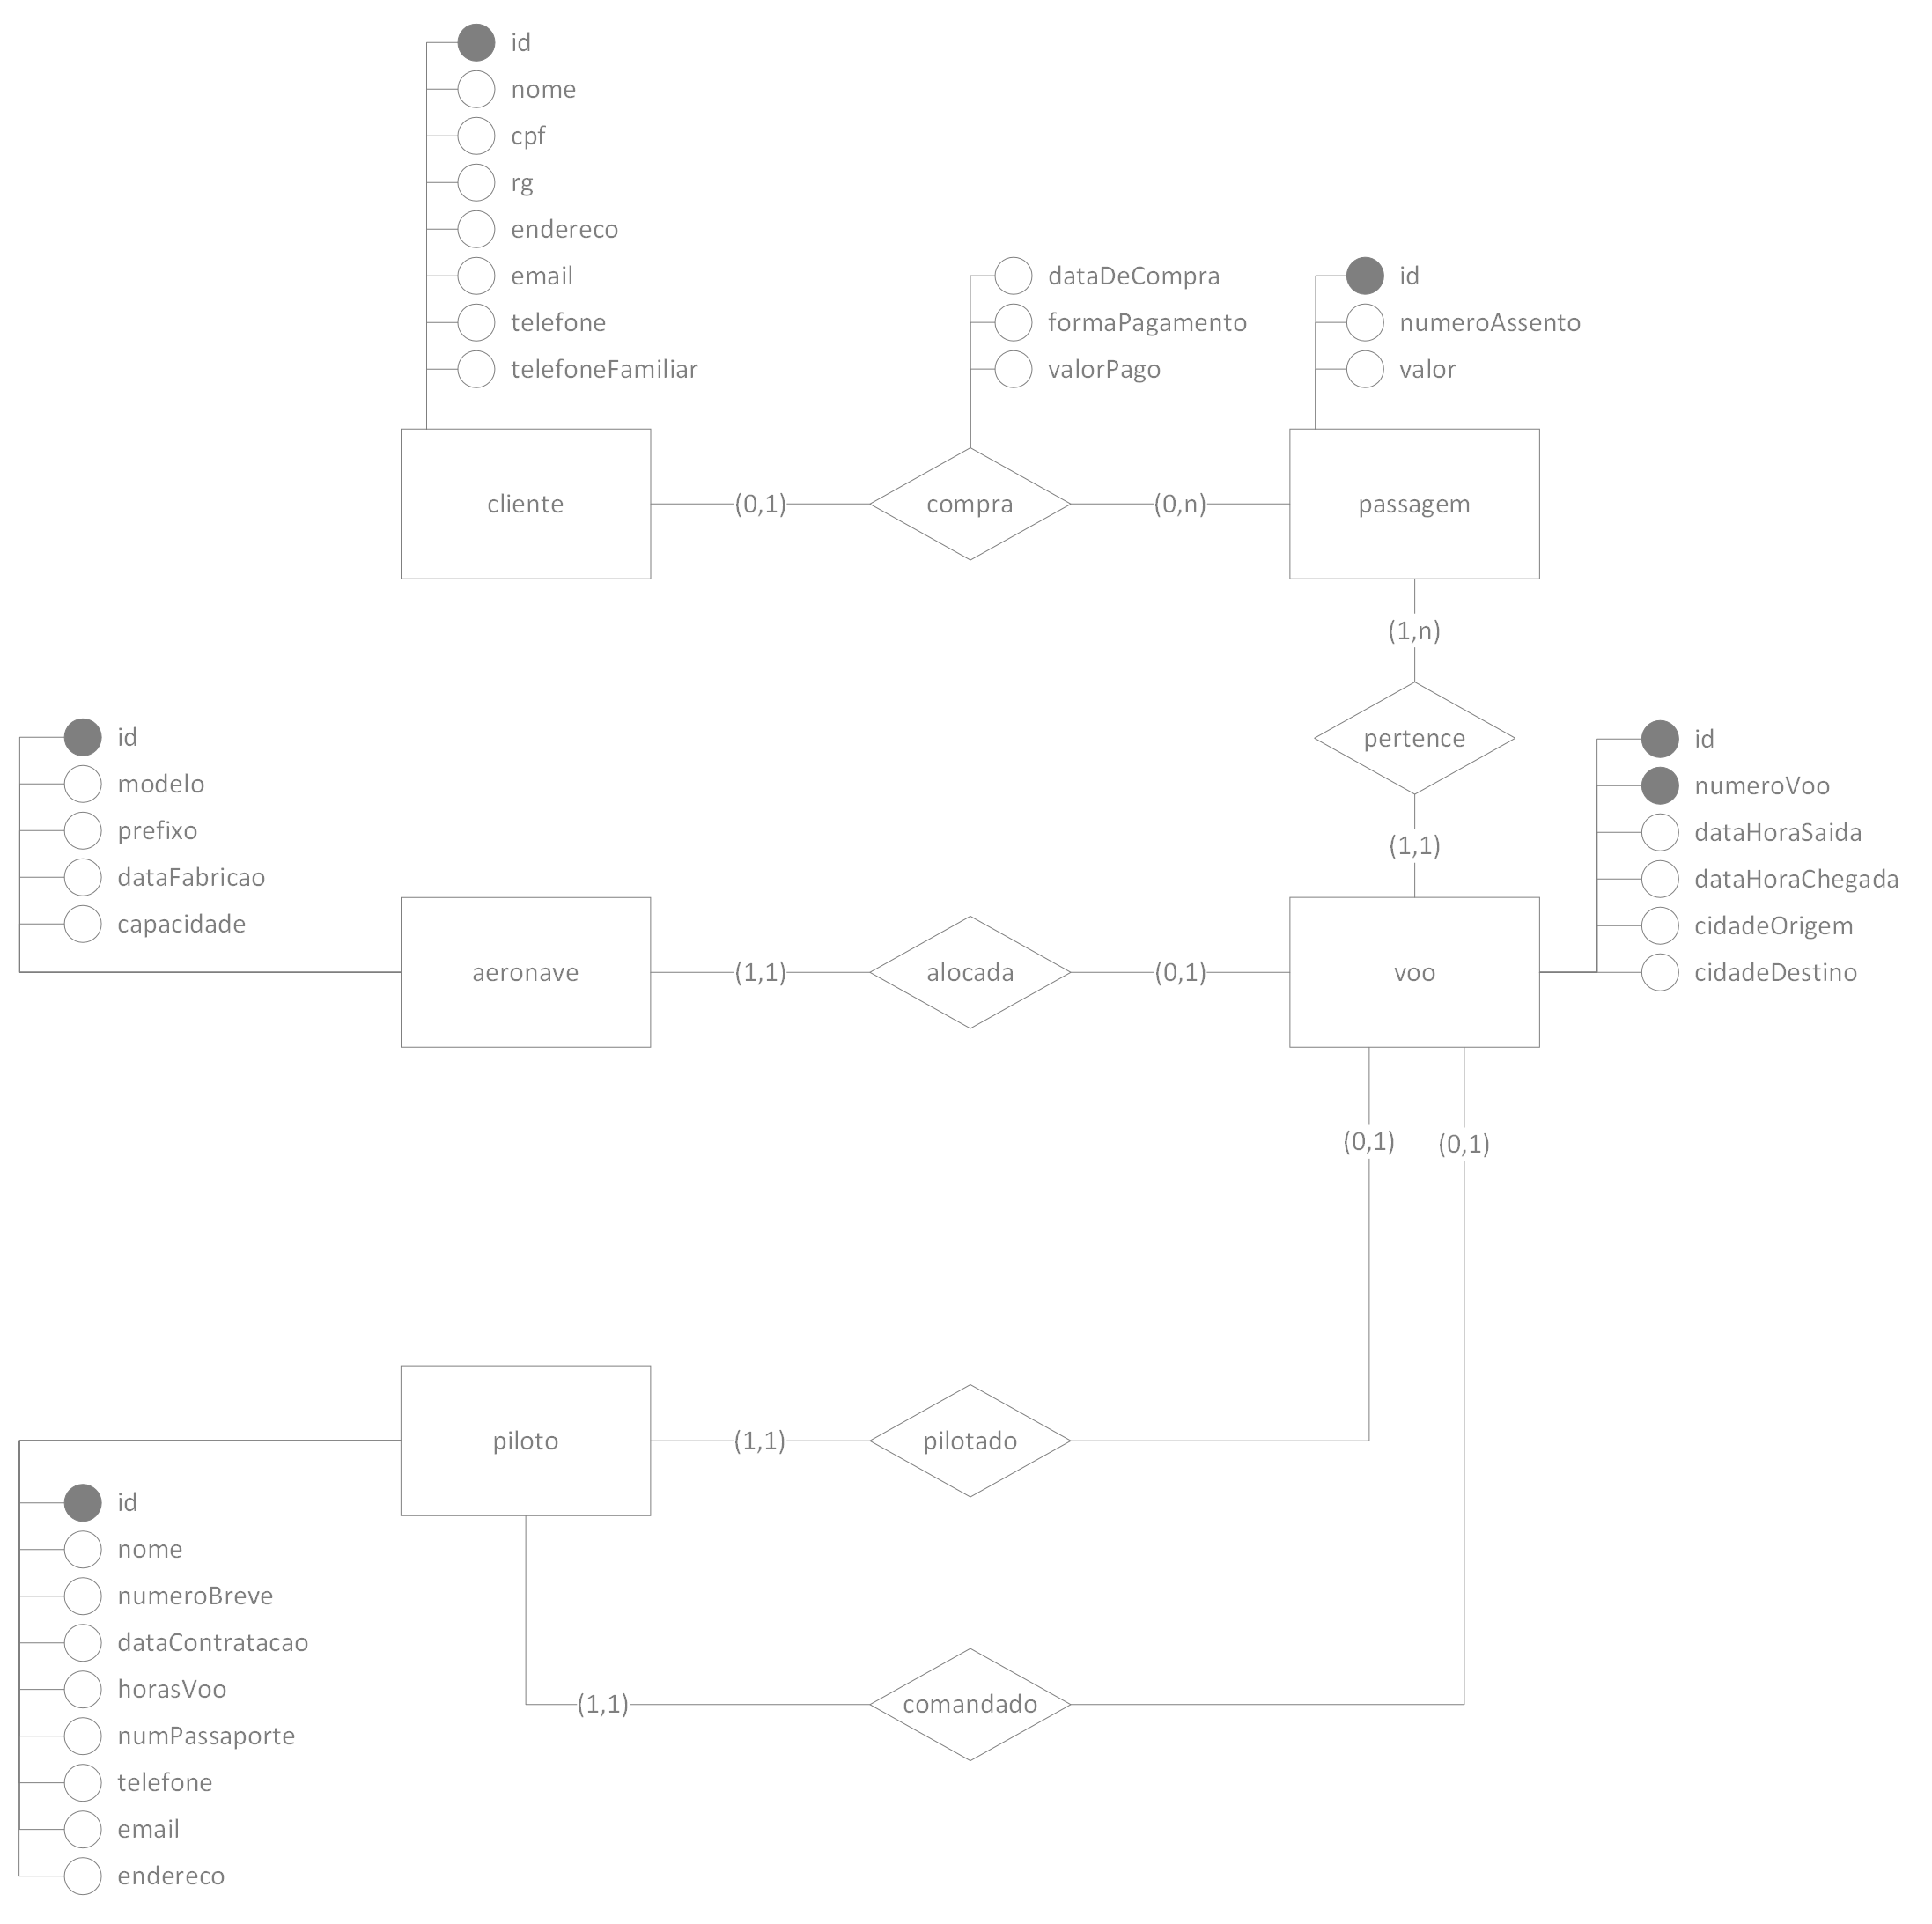 id
nome
cpf
rg
endereco
email
telefone
telefoneFamiliar
dataDeCompra
formaPagamento
valorPago
id
numeroAssento
valor
cliente
(0,1)
compra
(0,n)
passagem
(1,n)
pertence
(1,1)
id
modelo
prefixo
dataFabricao
capacidade
id
numeroVoo
dataHoraSaida
dataHoraChegada
cidadeOrigem
cidadeDestino
aeronave
(1,1)
alocada
(0,1)
voo
(0,1)
(0,1)
piloto
(1,1)
pilotado
id
nome
numeroBreve
dataContratacao
horasVoo
numPassaporte
telefone
email
endereco
(1,1)
comandado